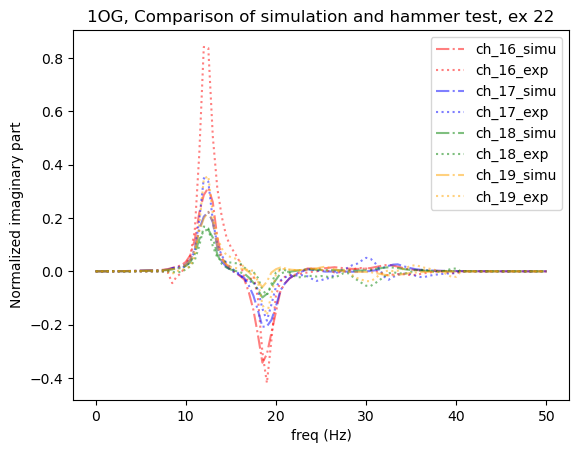 1OG, Comparison of simulation and hammer test, ex 22
Normalized imaginary part
0.8
0.6
0.4
0.2
0.0
−0.2
−0.4
ch_16_simu
ch_16_exp
ch_17_simu
ch_17_exp
ch_18_simu
ch_18_exp
ch_19_simu
ch_19_exp
0 10 20 30 40 50
freq (Hz)